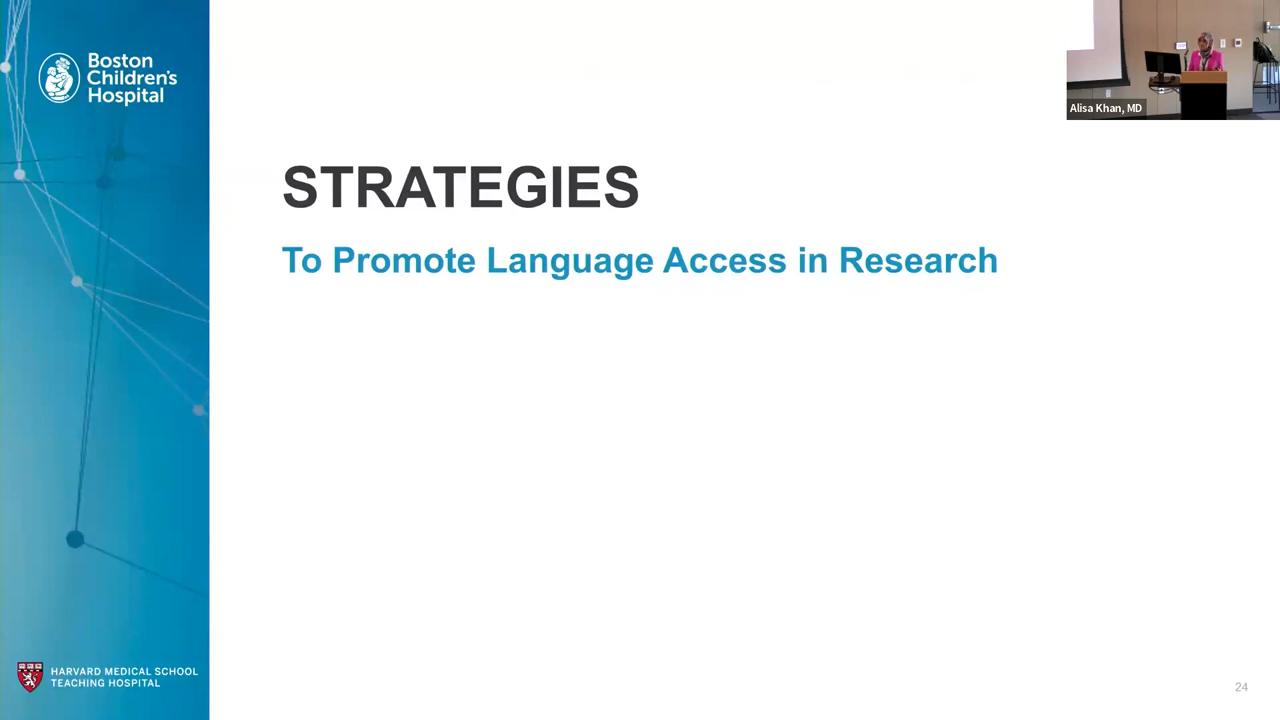 Boston
Children's
Hospital
Alisa Khan, MD
STRATEGIES
To Promote Language Access in Research
HARVARD MEDICAL SCHOOL
TEACHING HOSPITAL
24